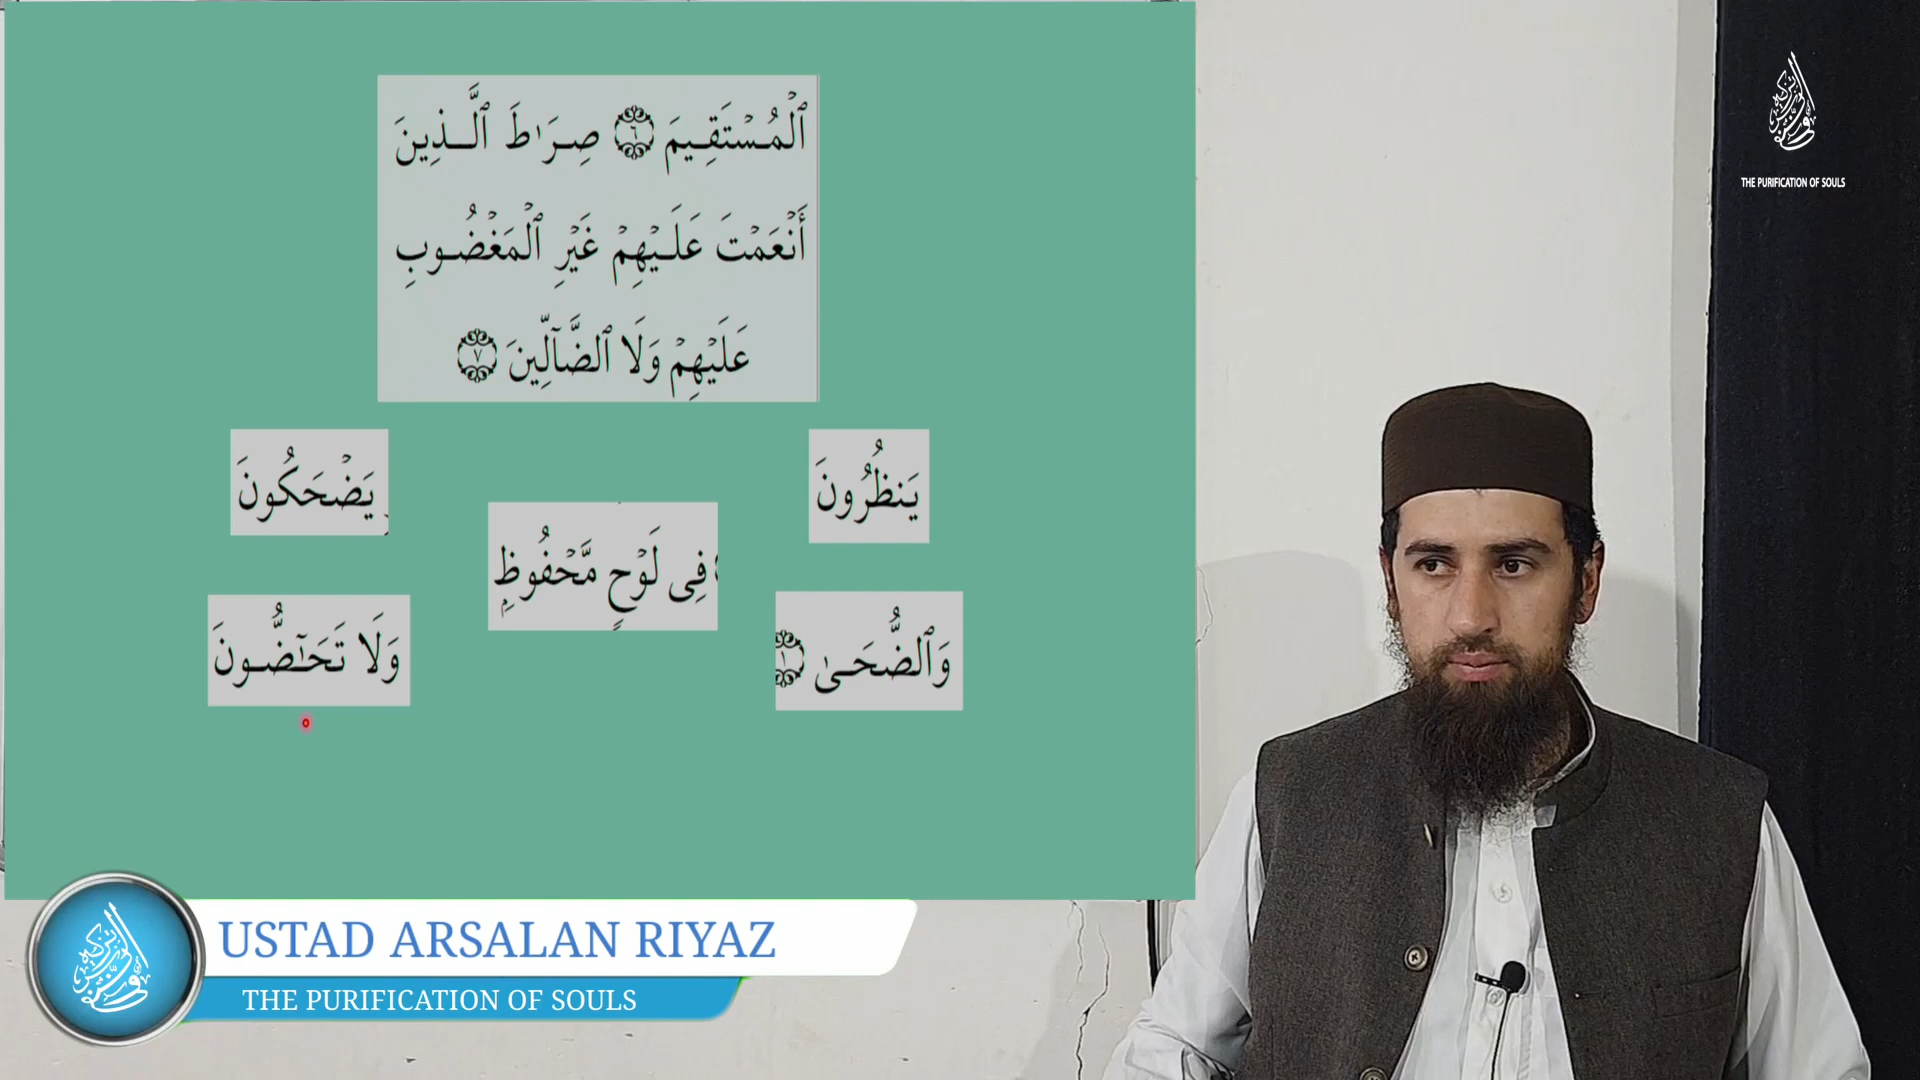 ٱلْمُسْتَقِيمَ ٦ صِرَٰطَ ٱلَّذِينَ
أَنْعَمْتَ عَلَيْهِمْ غَيْرِ ٱلْمَغْضُوبِ
عَلَيْهِمْ وَلَا ٱلضَّآلِّينَ ٧
يَنظُرُونَ
يَضْحَكُونَ
فِى لَوْحٍ مَّحْفُوظٍۭ
وَٱلضُّحَىٰ ١
وَلَا تَحَٰٓضُّونَ
THE PURIFICATION OF SOULS
USTAD ARSALAN RIYAZ
THE PURIFICATION OF SOULS